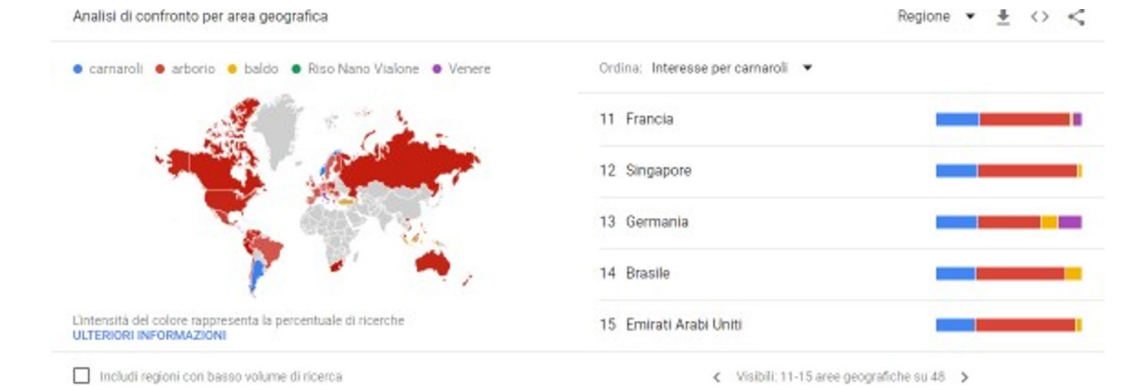 Analisi di confronto per area geografica
Regione
carnaroli arborio baldo Riso Nano Vialone Venere
Ordina: Interesse per carnaroli
11 Francia
12 Singapore
13 Germania
14 Brasile
15 Emirati Arabi Uniti
L'intensità del colore rappresenta la percentuale di ricerche
ULTERIORI INFORMAZIONI
Includi regioni con basso volume di ricerca
Visibili: 11-15 aree geografiche su 48